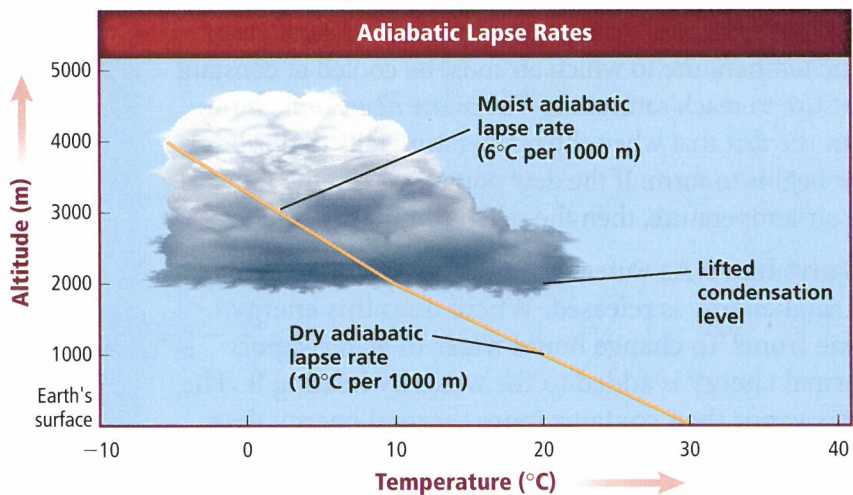 Adiabatic Lapse Rates
5000
4000
3000
2000
1000
Earth's
surface
Altitude (m)
Moist adiabatic
lapse rate
(6°C per 1000 m)
Lifted
condensation
level
Dry adiabatic
lapse rate
(10°C per 1000 m)
−10 0 10 20 30 40
Temperature (°C)